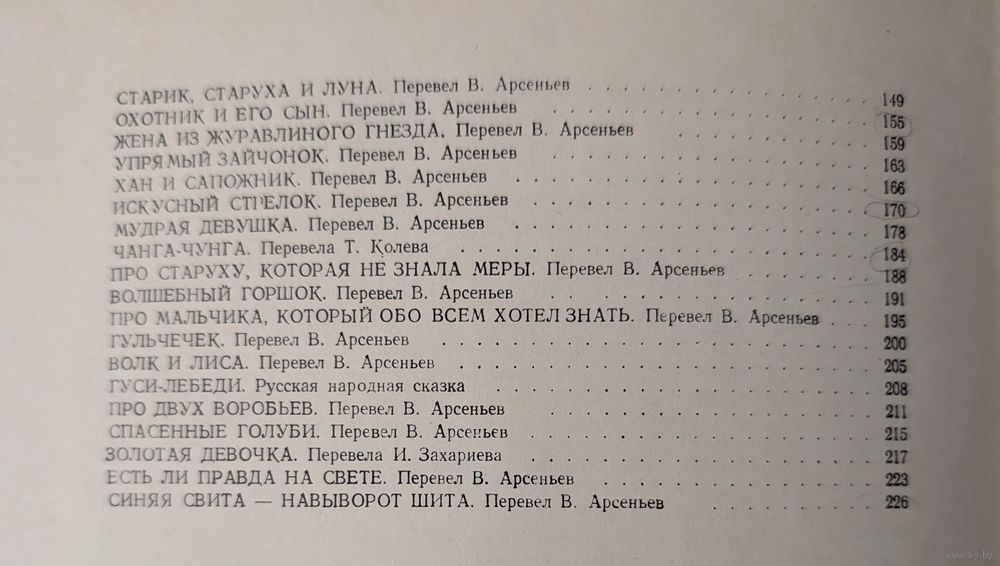 СТАРИК, СТАРУХА И ЛУНА. Перевел В. Арсеньев . . . . . . . . . . . . . 149
ОХОТНИК И ЕГО СЫН. Перевел В. Арсеньев . . . . . . . . . . . . . 155
ЖЕНА ИЗ ЖУРАВЛИНОГО ГНЕЗДА. Перевел В. Арсеньев . . . . . . . . . 159
УПРЯМЫЙ ЗАЙЧОНОК. Перевел В. Арсеньев . . . . . . . . . . . . . 163
ХАН И САПОЖНИК. Перевел В. Арсеньев . . . . . . . . . . . . . . 166
ИСКУСНЫЙ СТРЕЛОК. Перевел В. Арсеньев . . . . . . . . . . . . . 170
МУДРАЯ ДЕВУШКА. Перевел В. Арсеньев . . . . . . . . . . . . . . 178
ЧАНГА-ЧУНГА. Перевела Т. Колева . . . . . . . . . . . . . . . . 184
ПРО СТАРУХУ, КОТОРАЯ НЕ ЗНАЛА МЕРЫ. Перевел В. Арсеньев . . . . . . 188
ВОЛШЕБНЫЙ ГОРШОК. Перевел В. Арсеньев . . . . . . . . . . . . . 191
ПРО МАЛЬЧИКА, КОТОРЫЙ ОБО ВСЕМ ХОТЕЛ ЗНАТЬ. Перевел В. Арсеньев . . . 195
ГУЛЬЧЕЧЕК. Перевел В. Арсеньев . . . . . . . . . . . . . . . . 200
ВОЛК И ЛИСА. Перевел В. Арсеньев . . . . . . . . . . . . . . . 205
ГУСИ-ЛЕБЕДИ. Русская народная сказка . . . . . . . . . . . . . . 208
ПРО ДВУХ ВОРОБЬЕВ. Перевел В. Арсеньев . . . . . . . . . . . . . 211
СПАСЕННЫЕ ГОЛУБИ. Перевел В. Арсеньев . . . . . . . . . . . . . 215
ЗОЛОТАЯ ДЕВОЧКА. Перевела И. Захариева . . . . . . . . . . . . . 217
ЕСТЬ ЛИ ПРАВДА НА СВЕТЕ. Перевел В. Арсеньев . . . . . . . . . . . 223
СИНЯЯ СВИТА — НАВЫВОРОТ ШИТА. Перевел В. Арсеньев . . . . . . . . 226
www.ay.by